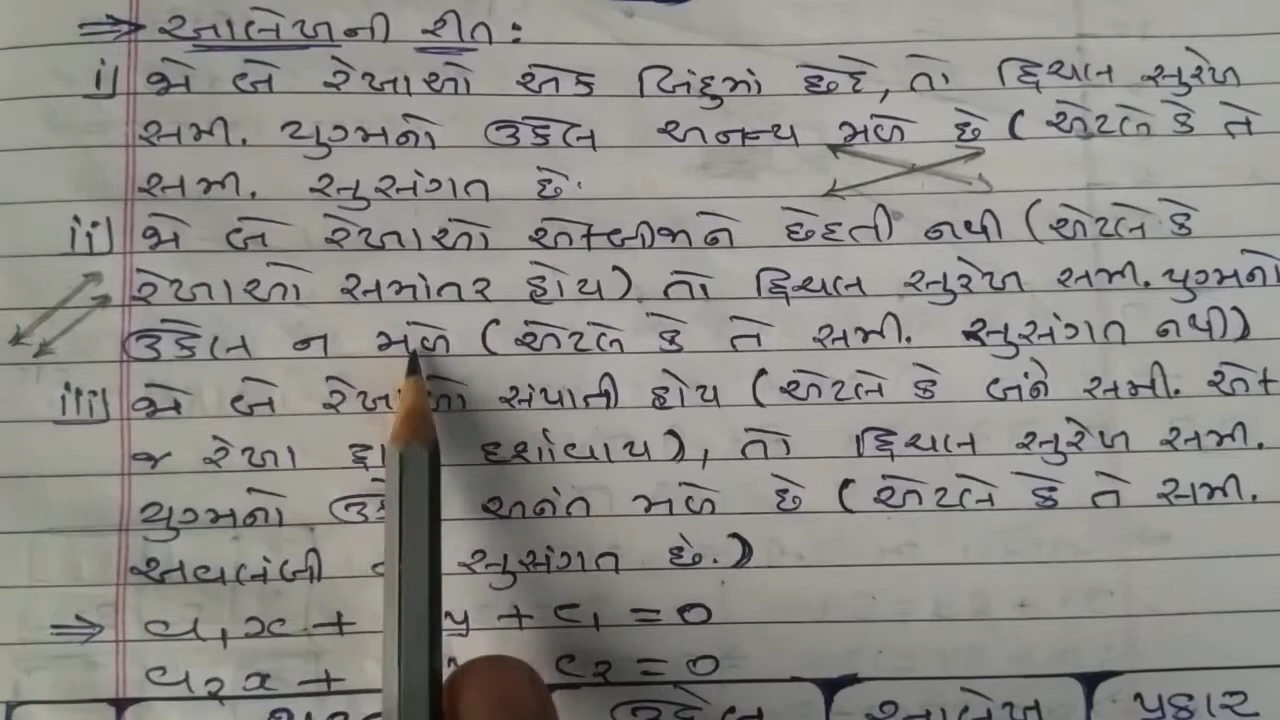 ⇒ આલેખની રીત :
i) જો બે રેખાઓ એક બિંદુમાં છેદે, તો દ્વિચલ સુરેખ
સમી. યુગ્મનો ઉકેલ અનન્ય મળે છે ( એટલે કે તે
સમી. સુસંગત છે.
ii) જો બે રેખાઓ એકબીજાને છેદતી નથી ( એટલે કે
રેખાઓ સમાંતર હોય) તો દ્વિચલ સુરેખ સમી. યુગ્મનો
ઉકેલ ન મળે ( એટલે કે તે સમી. સુસંગત નથી)
iii) જો બે રેખાઓ સંપાતી હોય ( એટલે કે બંને સમી. એક
જ રેખા દ્વા દર્શાવાય), તો દ્વિચલ સુરેખ સમી.
યુગ્મનો ઉકે અનંત મળે છે ( એટલે કે તે સમી.
અવલંબી સુસંગત છે.)
⇒ a₁x + y + c₁ = 0
a₂x + c₂ = 0
ઉકેલ આલેખ પ્રકાર